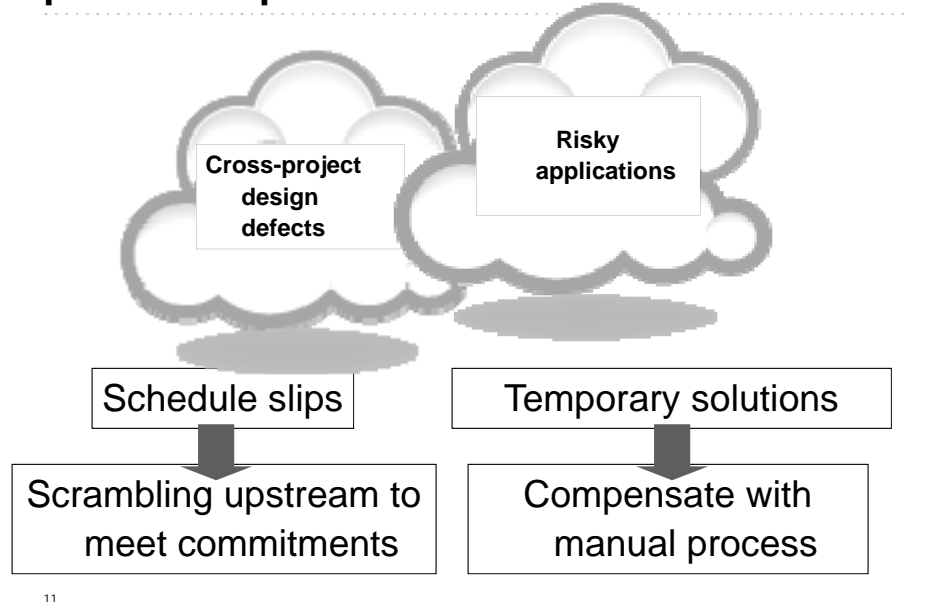 Cross-project
design
defects
Risky
applications
Schedule slips
Temporary solutions
Scrambling upstream to
meet commitments
Compensate with
manual process
11